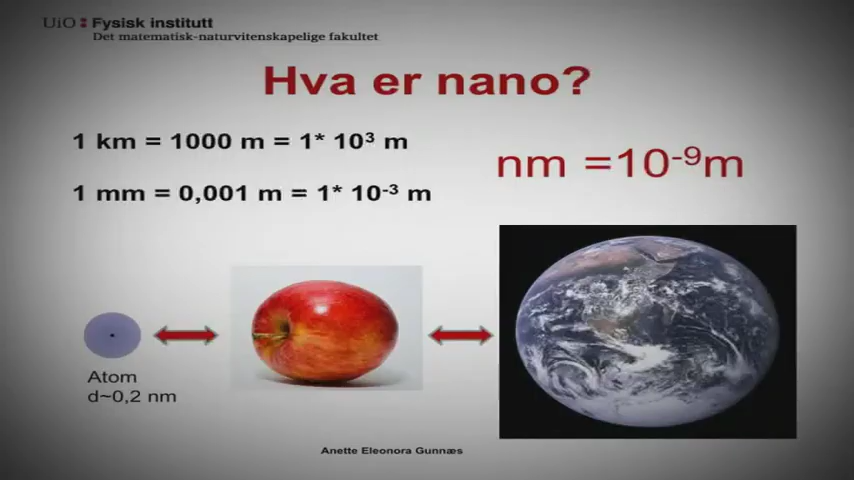 UiO Fysisk institutt
Det matematisk-naturvitenskapelige fakultet
Hva er nano?
1 km = 1000 m = 1* 10³ m
nm =10⁻⁹m
1 mm = 0,001 m = 1* 10⁻³ m
Atom
d~0,2 nm
Anette Eleonora Gunnæs